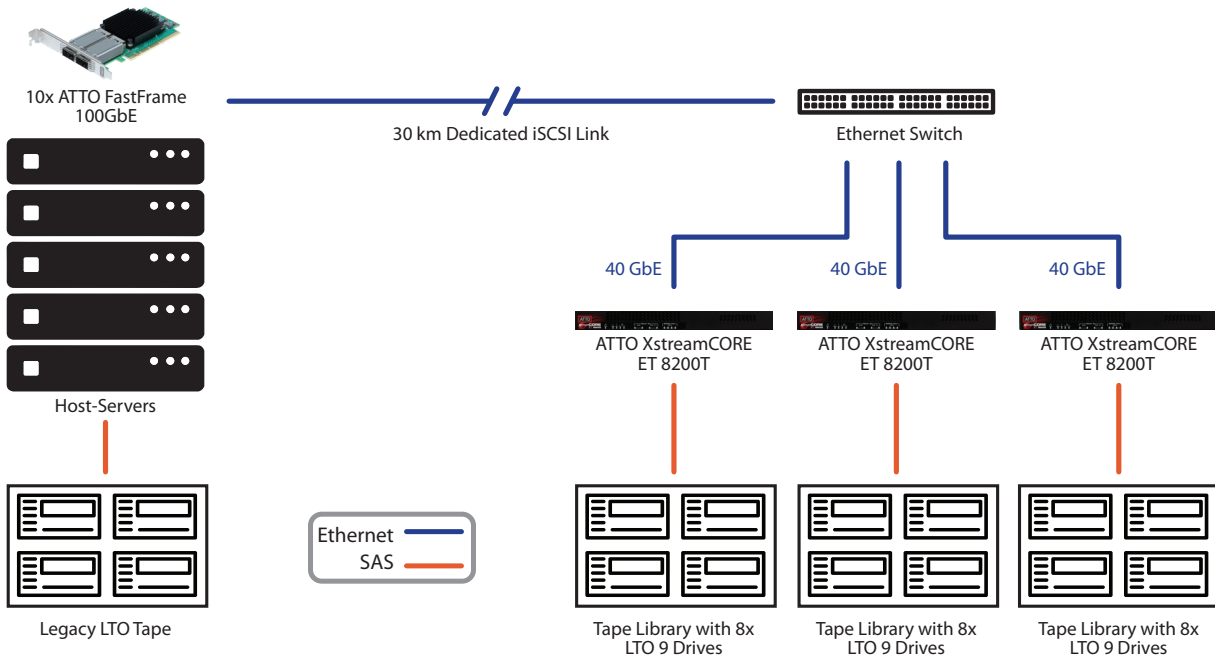 10x ATTO FastFrame
100GbE
30 km Dedicated iSCSI Link
Ethernet Switch
40 GbE
40 GbE
40 GbE
ATTO XstreamCORE
ET 8200T
ATTO XstreamCORE
ET 8200T
ATTO XstreamCORE
ET 8200T
Host-Servers
Ethernet
SAS
Legacy LTO Tape
Tape Library with 8x
LTO 9 Drives
Tape Library with 8x
LTO 9 Drives
Tape Library with 8x
LTO 9 Drives